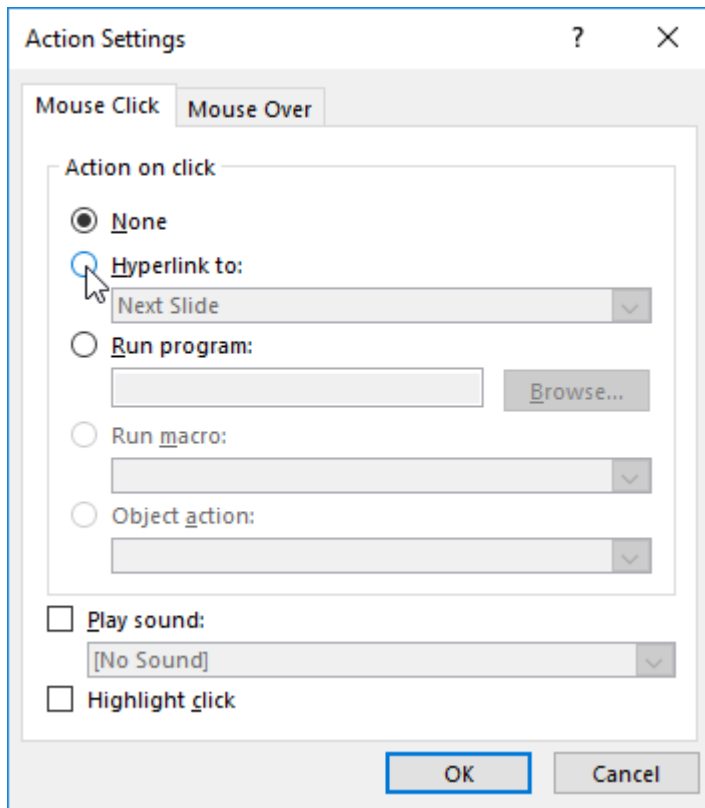 Action Settings ?
Mouse Click Mouse Over
Action on click
None
Hyperlink to:
Next Slide
Run program:
Browse...
Run macro:
Object action:
Play sound:
[No Sound]
Highlight click
OK Cancel